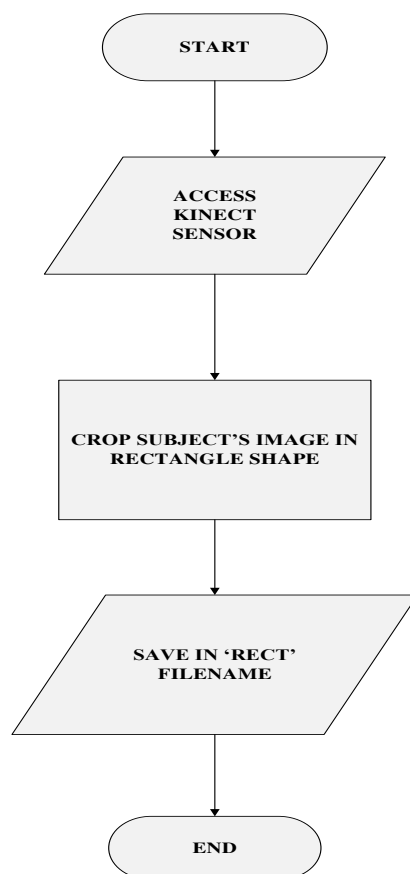 START
ACCESS
KINECT
SENSOR
CROP SUBJECT’S IMAGE IN
RECTANGLE SHAPE
SAVE IN ‘RECT’
FILENAME
END